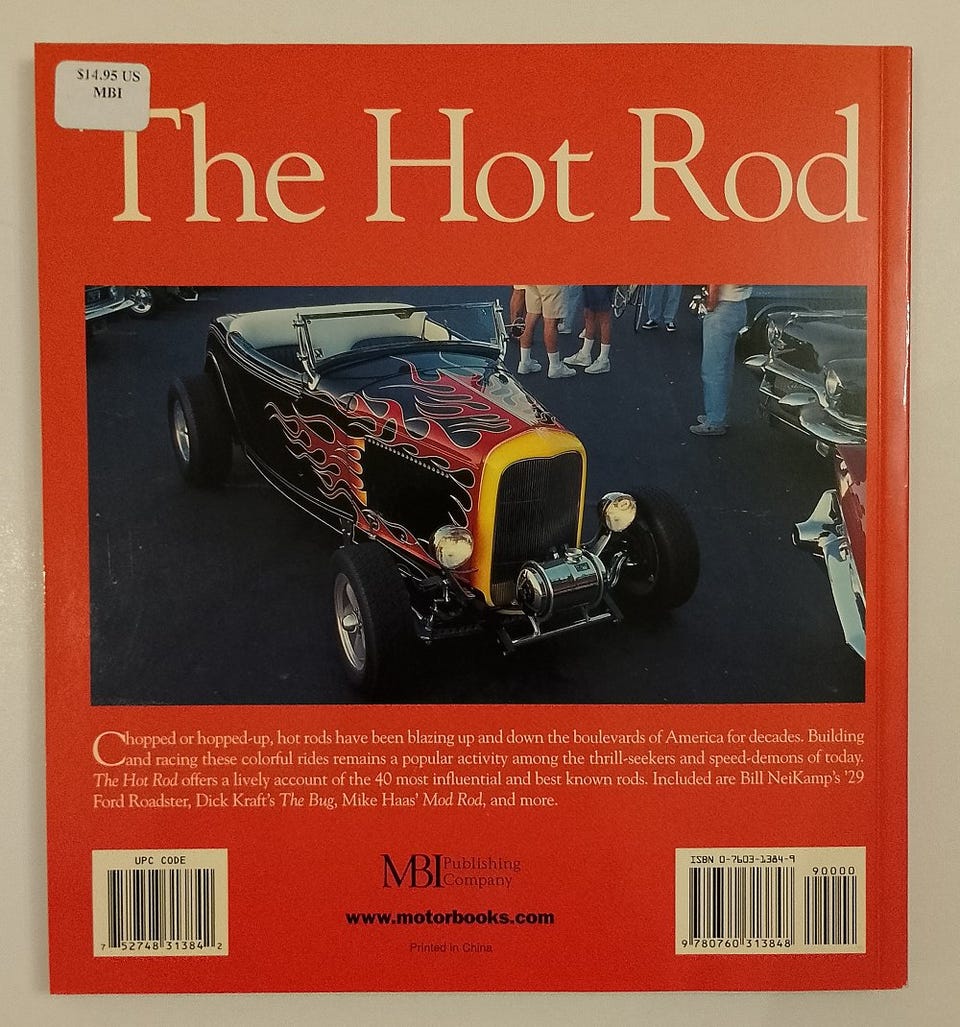 $14.95 US
MBI
The Hot Rod
Chopped or hopped-up, hot rods have been blazing up and down the boulevards of America for decades. Building
and racing these colorful rides remains a popular activity among the thrill-seekers and speed-demons of today.
The Hot Rod offers a lively account of the 40 most influential and best known rods. Included are Bill NeiKamp's '29
Ford Roadster, Dick Kraft's The Bug, Mike Haas' Mod Rod, and more.
UPC CODE
7 52748 31384 2
MBI Publishing
Company
www.motorbooks.com
Printed in China
ISBN 0-7603-1384-9
90000
9 780760 313848